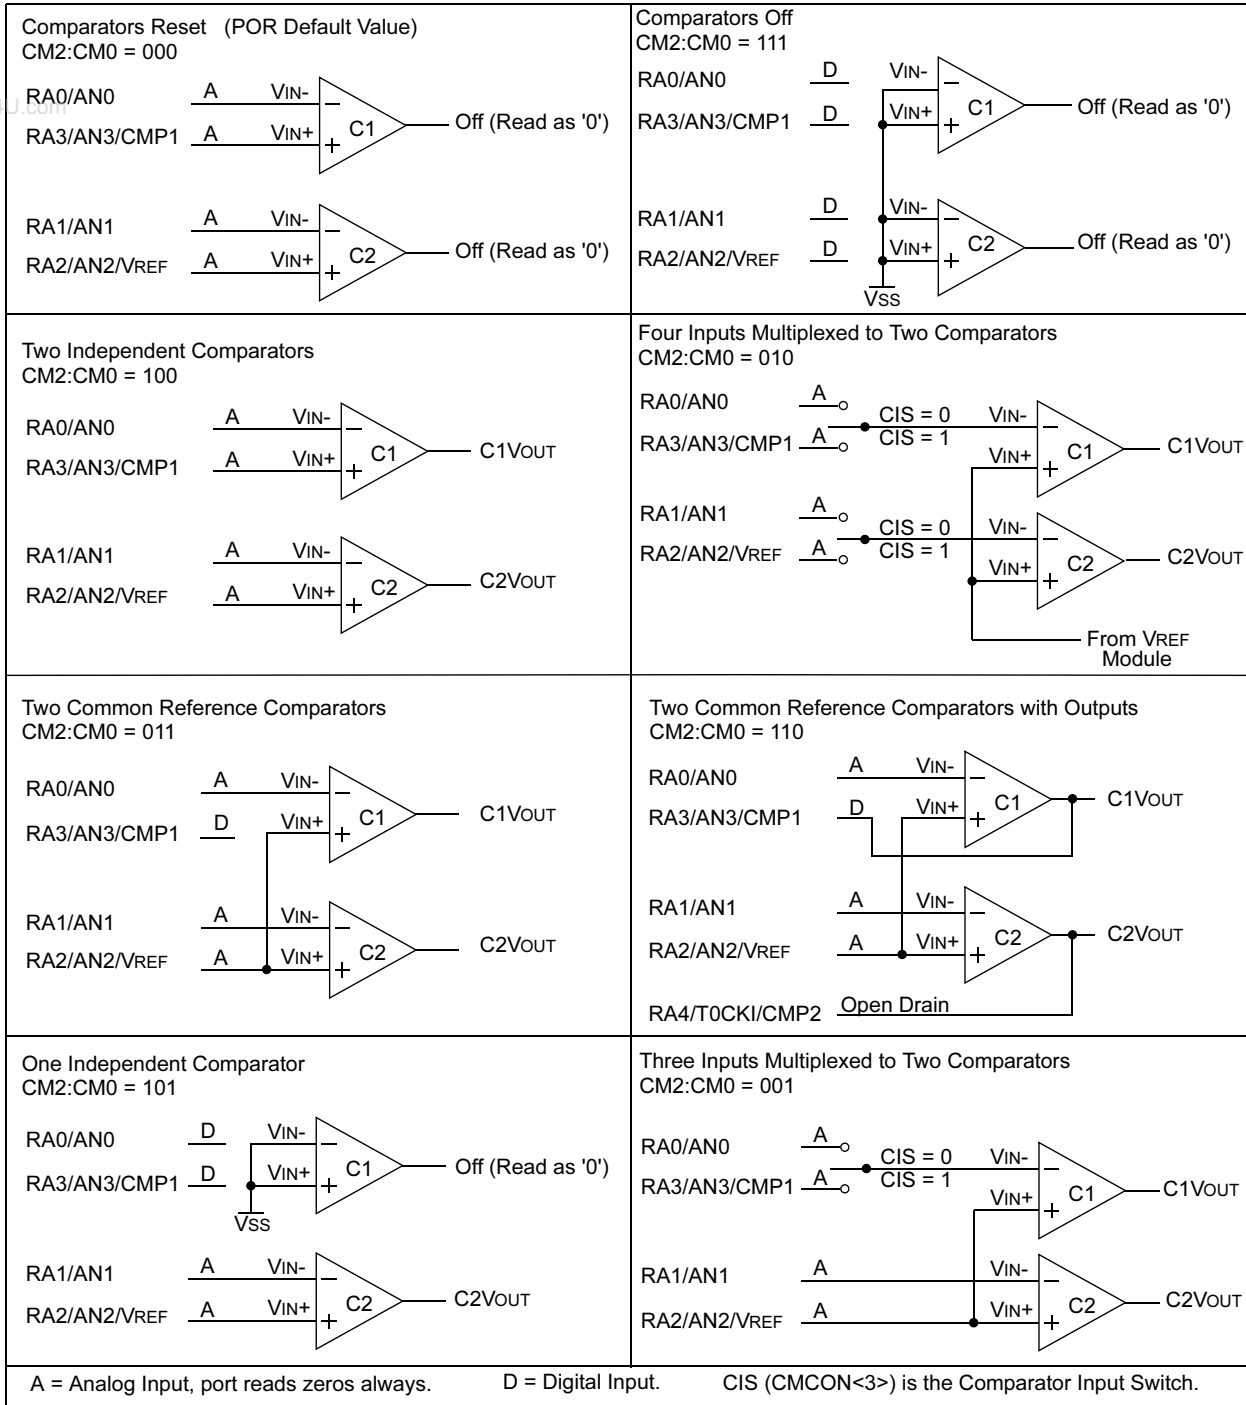 Comparators Reset (POR Default Value)
CM2:CM0 = 000
RA0/AN0 A VIN-
RA3/AN3/CMP1 A VIN+
C1
Off (Read as '0')
RA1/AN1 A VIN-
RA2/AN2/VREF A VIN+
C2
Off (Read as '0')
Comparators Off
CM2:CM0 = 111
RA0/AN0 D VIN-
RA3/AN3/CMP1 D VIN+
C1
Off (Read as '0')
RA1/AN1 D VIN-
RA2/AN2/VREF D VIN+
C2
Off (Read as '0')
VSS
Two Independent Comparators
CM2:CM0 = 100
RA0/AN0 A VIN-
RA3/AN3/CMP1 A VIN+
C1
C1VOUT
RA1/AN1 A VIN-
RA2/AN2/VREF A VIN+
C2
C2VOUT
Four Inputs Multiplexed to Two Comparators
CM2:CM0 = 010
RA0/AN0 A
CIS = 0 VIN-
RA3/AN3/CMP1 A
CIS = 1
VIN+
C1
C1VOUT
RA1/AN1 A
CIS = 0 VIN-
RA2/AN2/VREF A
CIS = 1
VIN+
C2
C2VOUT
From VREF
Module
Two Common Reference Comparators
CM2:CM0 = 011
RA0/AN0 A VIN-
RA3/AN3/CMP1 D VIN+
C1
C1VOUT
RA1/AN1 A VIN-
RA2/AN2/VREF A VIN+
C2
C2VOUT
Two Common Reference Comparators with Outputs
CM2:CM0 = 110
RA0/AN0 A VIN-
RA3/AN3/CMP1 D VIN+
C1
C1VOUT
RA1/AN1 A VIN-
RA2/AN2/VREF A VIN+
C2
C2VOUT
RA4/T0CKI/CMP2 Open Drain
One Independent Comparator
CM2:CM0 = 101
RA0/AN0 D VIN-
RA3/AN3/CMP1 D VIN+
C1
Off (Read as '0')
VSS
RA1/AN1 A VIN-
RA2/AN2/VREF A VIN+
C2
C2VOUT
Three Inputs Multiplexed to Two Comparators
CM2:CM0 = 001
RA0/AN0 A
CIS = 0 VIN-
RA3/AN3/CMP1 A
CIS = 1
VIN+
C1
C1VOUT
RA1/AN1 A VIN-
RA2/AN2/VREF A VIN+
C2
C2VOUT
A = Analog Input, port reads zeros always. D = Digital Input. CIS (CMCON<3>) is the Comparator Input Switch.